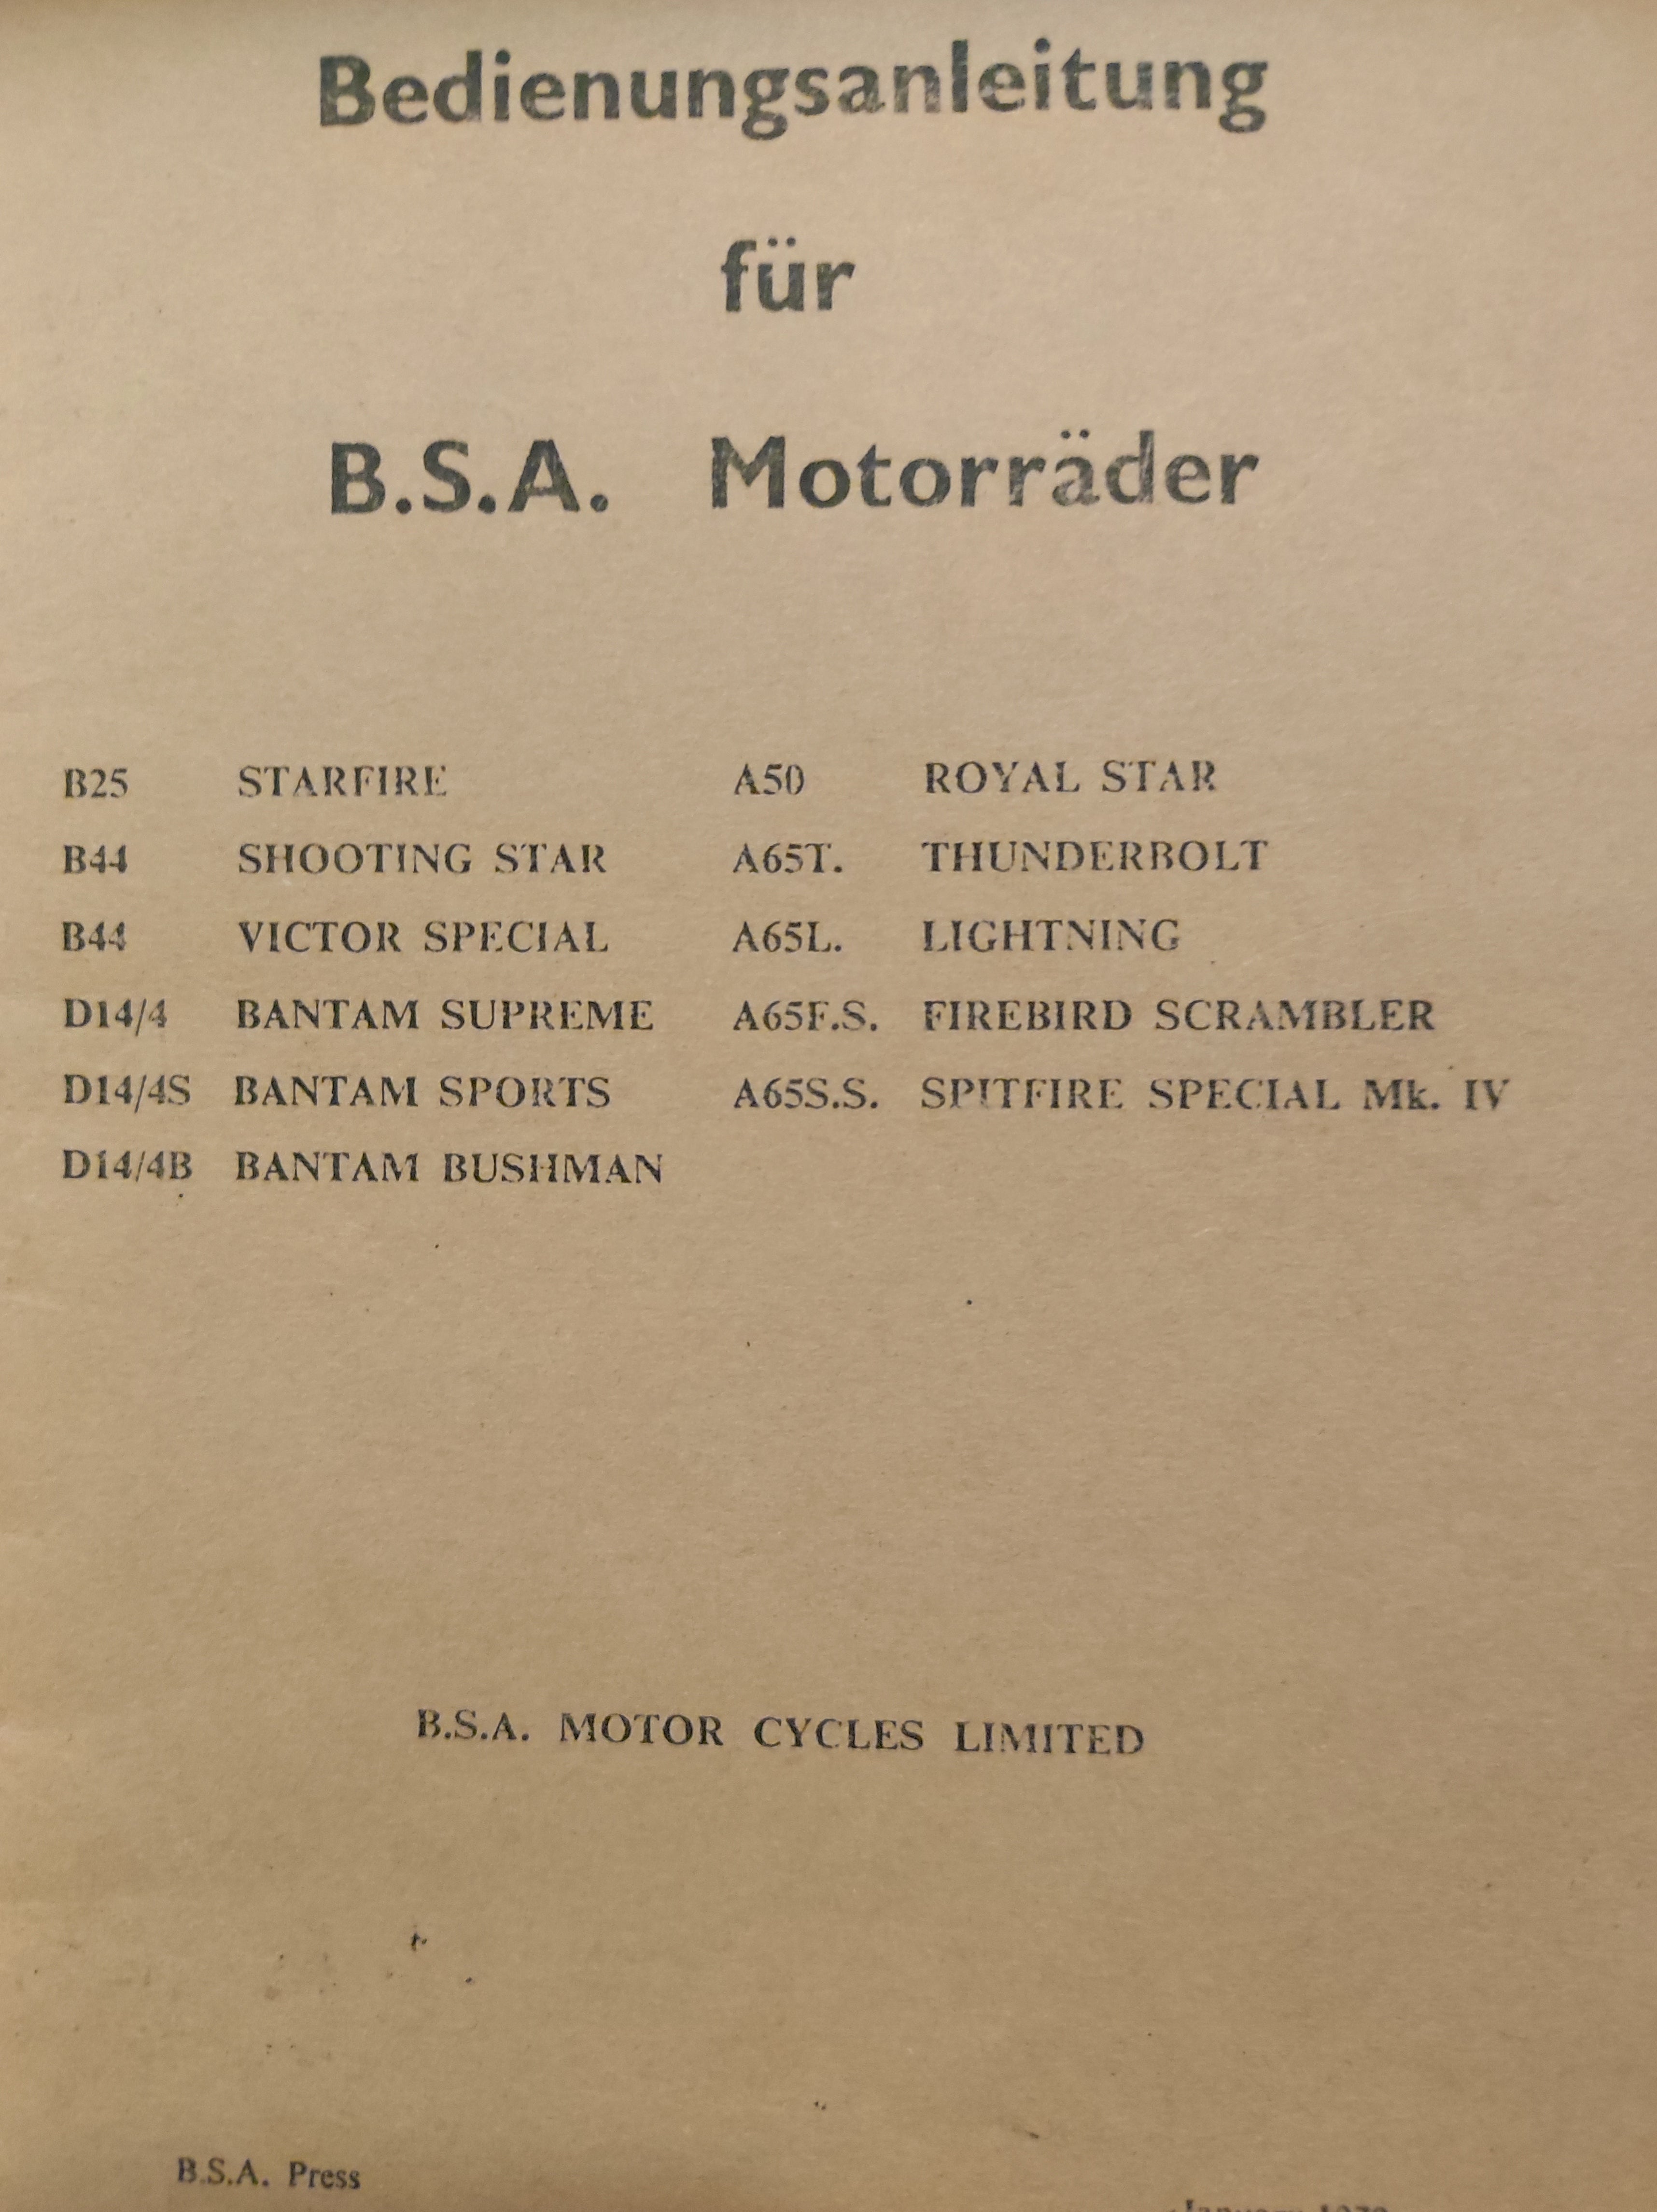 Bedienungsanleitung
für
B.S.A. Motorräder
B25 STARFIRE A50 ROYAL STAR
B44 SHOOTING STAR A65T. THUNDERBOLT
B44 VICTOR SPECIAL A65L. LIGHTNING
D14/4 BANTAM SUPREME A65F.S. FIREBIRD SCRAMBLER
D14/4S BANTAM SPORTS A65S.S. SPITFIRE SPECIAL Mk. IV
D14/4B BANTAM BUSHMAN
B.S.A. MOTOR CYCLES LIMITED
B.S.A. Press
January